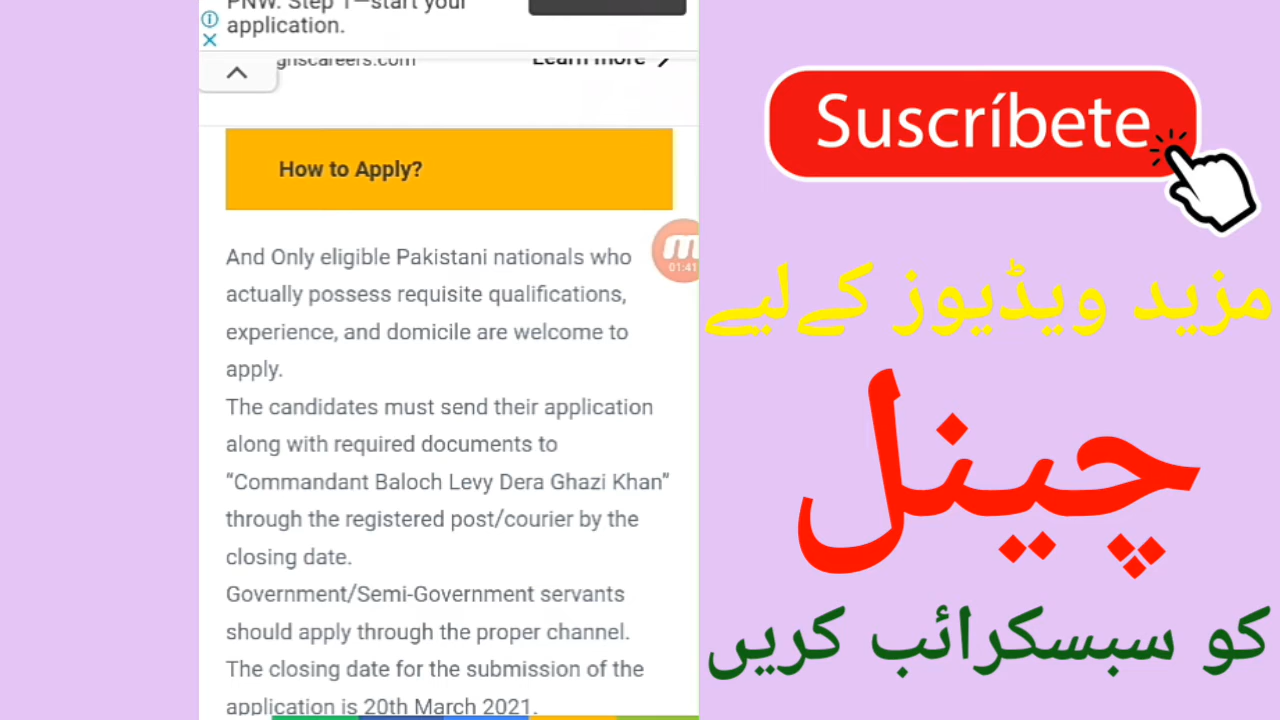 PNW. Step 1—start your
application.
Learn more
How to Apply?
And Only eligible Pakistani nationals who
actually possess requisite qualifications,
experience, and domicile are welcome to
apply.
The candidates must send their application
along with required documents to
“Commandant Baloch Levy Dera Ghazi Khan”
through the registered post/courier by the
closing date.
Government/Semi-Government servants
should apply through the proper channel.
The closing date for the submission of the
application is 20th March 2021.
01:41
Suscríbete
مزید ویڈیوز کےلیے
چینل
کو سبسکرائب کریں